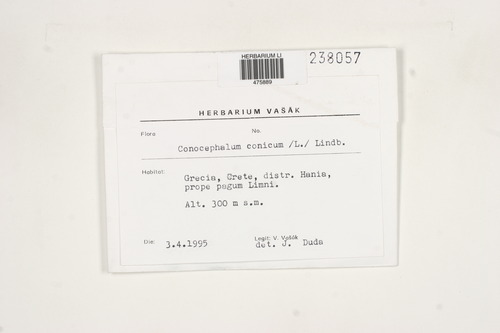 HERBARIUM LI
475889
238057
HERBARIUM VAŠÁK
Flora No.
Conocephalum conicum /L./ Lindb.
Habitat:
Grecia, Crete, distr. Hania,
prope pagum Limni.
Alt. 300 m s.m.
Die: 3.4.1995
Legit: V. Vašák
det. J. Duda